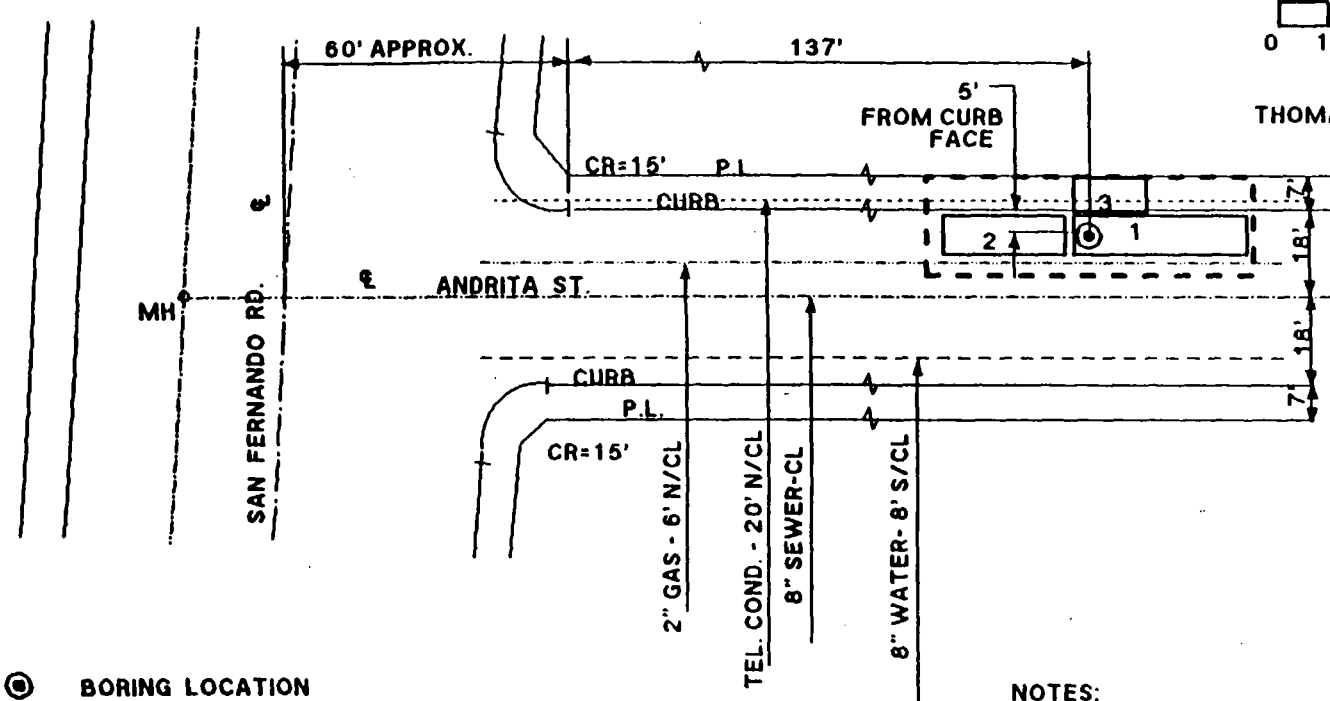 60' APPROX.
137'
0 1
5'
FROM CURB
FACE
THOMA
CR=15' P.L
CURB
7'
3
2
1
18'
℄
℄
ANDRITA ST.
MH
SAN FERNANDO RD.
18'
CURB
7'
P.L.
CR=15'
2" GAS - 6' N/CL
TEL. COND. - 20' N/CL
8" SEWER-CL
8" WATER- 8' S/CL
BORING LOCATION
NOTES: